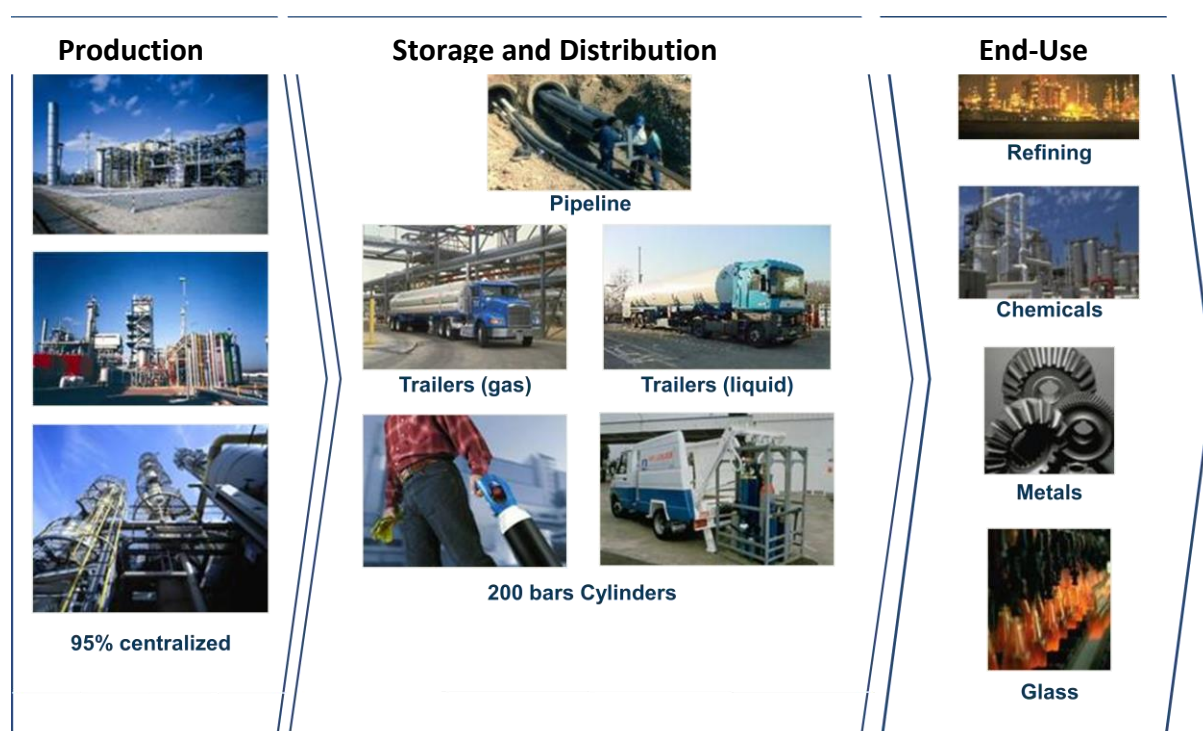 Production
Storage and Distribution
End-Use
Pipeline
Trailers (gas)
Trailers (liquid)
200 bars Cylinders
95% centralized
Refining
Chemicals
Metals
Glass